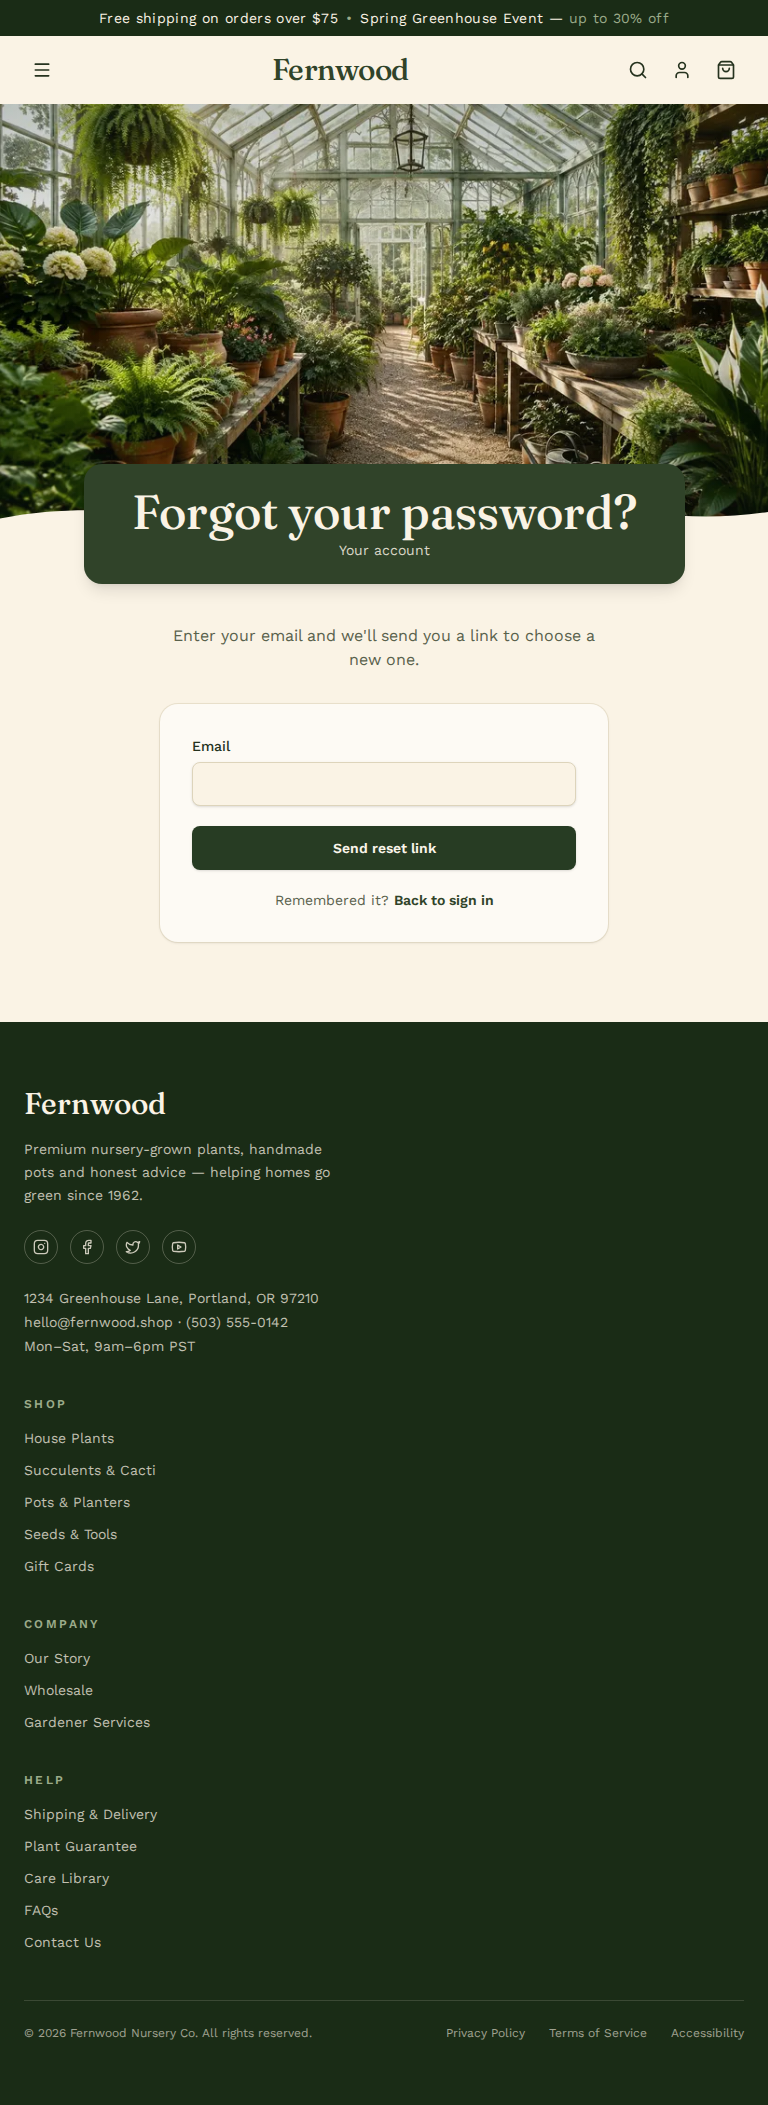 Free shipping on orders over $75 • Spring Greenhouse Event — up to 30% off
Fernwood
Forgot your password?
Your account
Enter your email and we'll send you a link to choose a
new one.
Email
Send reset link
Remembered it? Back to sign in
Fernwood
Premium nursery-grown plants, handmade
pots and honest advice — helping homes go
green since 1962.
1234 Greenhouse Lane, Portland, OR 97210
hello@fernwood.shop · (503) 555-0142
Mon–Sat, 9am–6pm PST
SHOP
House Plants
Succulents & Cacti
Pots & Planters
Seeds & Tools
Gift Cards
COMPANY
Our Story
Wholesale
Gardener Services
HELP
Shipping & Delivery
Plant Guarantee
Care Library
FAQs
Contact Us
© 2026 Fernwood Nursery Co. All rights reserved. Privacy Policy Terms of Service Accessibility